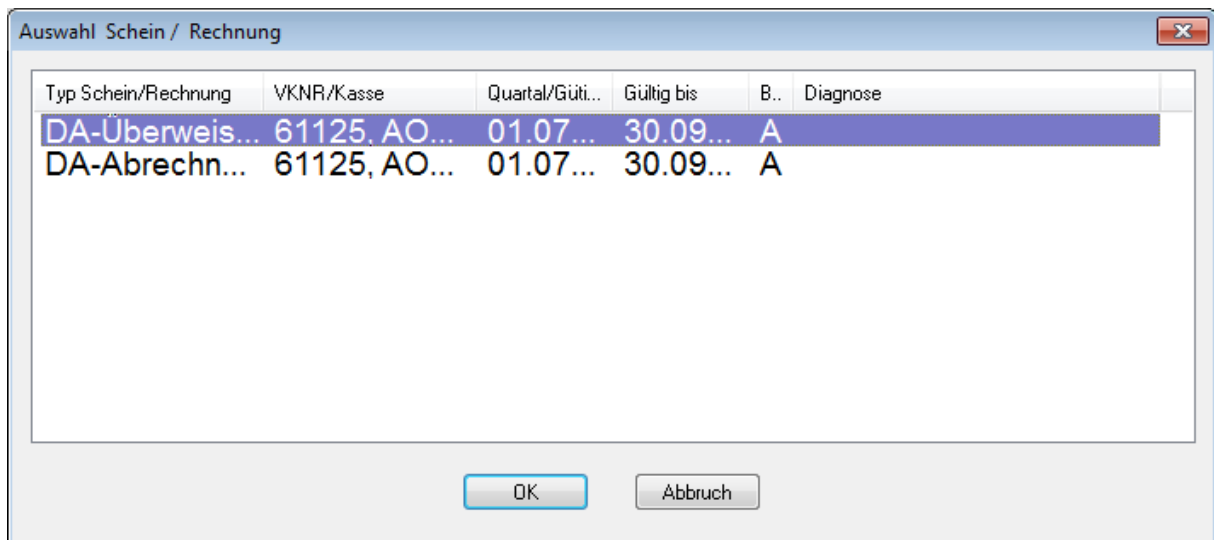 Auswahl Schein / Rechnung
Typ Schein/Rechnung VKNR/Kasse Quartal/Güti... Gültig bis B.. Diagnose
DA-Überweis... 61125, AO... 01.07... 30.09... A
DA-Abrechn... 61125, AO... 01.07... 30.09... A
OK Abbruch